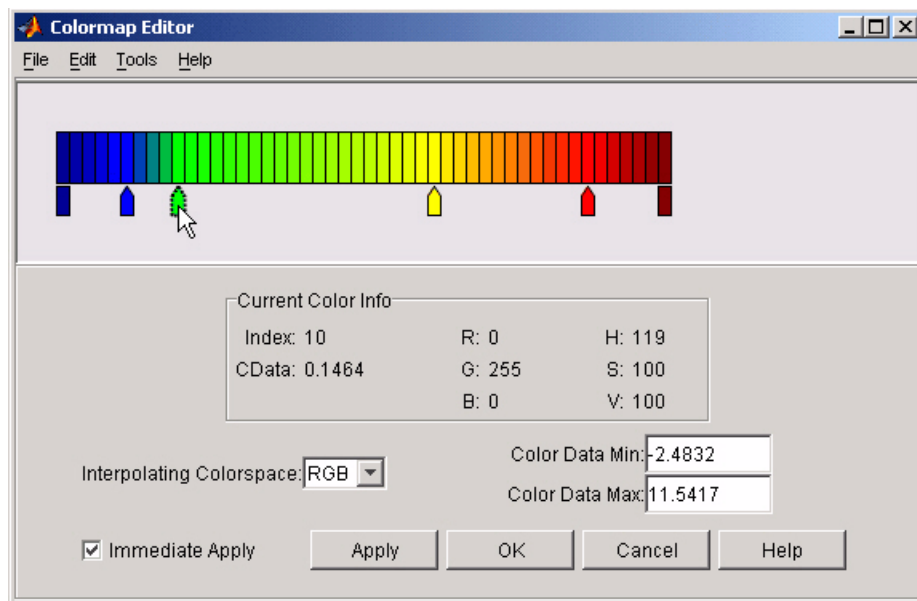 Colormap Editor
File Edit Tools Help
Current Color Info
Index: 10 R: 0 H: 119
CData: 0.1464 G: 255 S: 100
B: 0 V: 100
Interpolating Colorspace: RGB
Color Data Min: -2.4832
Color Data Max: 11.5417
Immediate Apply Apply OK Cancel Help